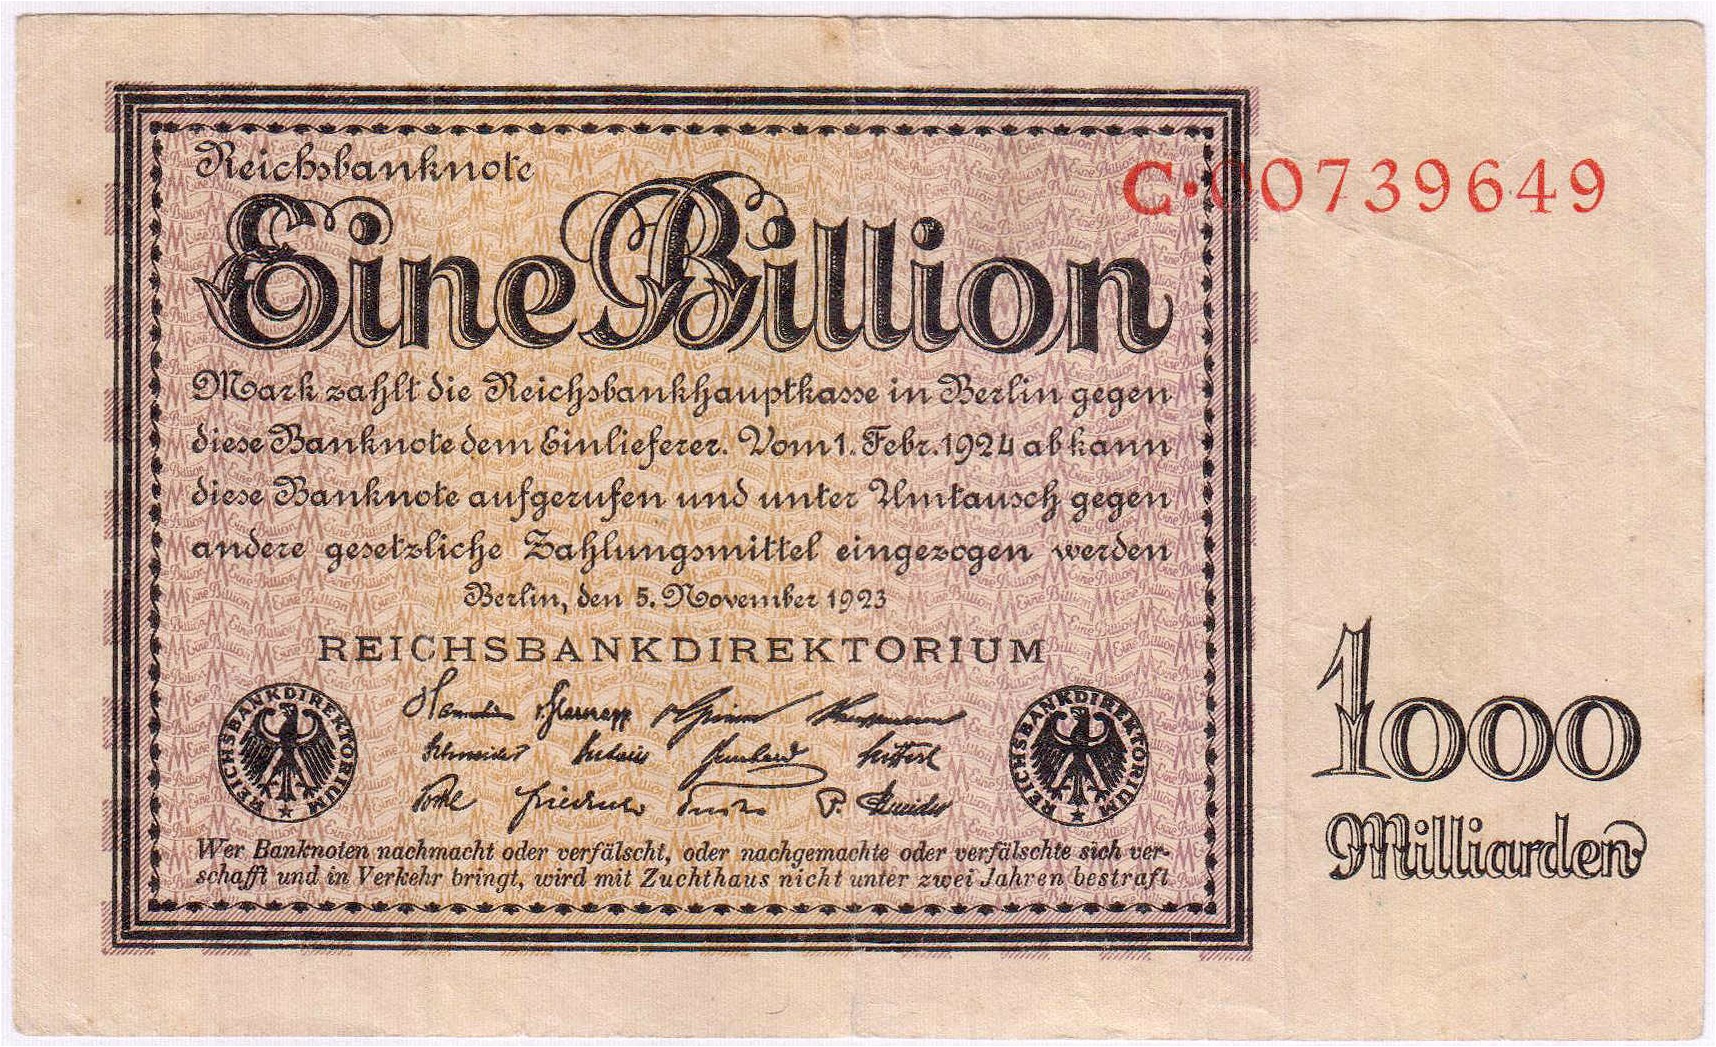 Reichsbanknote
C·00739649
Eine Billion
Mark zahlt die Reichsbankhauptkasse in Berlin gegen
diese Banknote dem Einlieferer. Vom 1. Febr. 1924 ab kann
diese Banknote aufgerufen und unter Umtausch gegen
andere gesetzliche Zahlungsmittel eingezogen werden
Berlin, den 5. November 1923
REICHSBANKDIREKTORIUM
REICHSBANKDIREKTORIUM
REICHSBANKDIREKTORIUM
Wer Banknoten nachmacht oder verfälscht, oder nachgemachte oder verfälschte sich ver-
schafft und in Verkehr bringt, wird mit Zuchthaus nicht unter zwei Jahren bestraft
1000
Milliarden